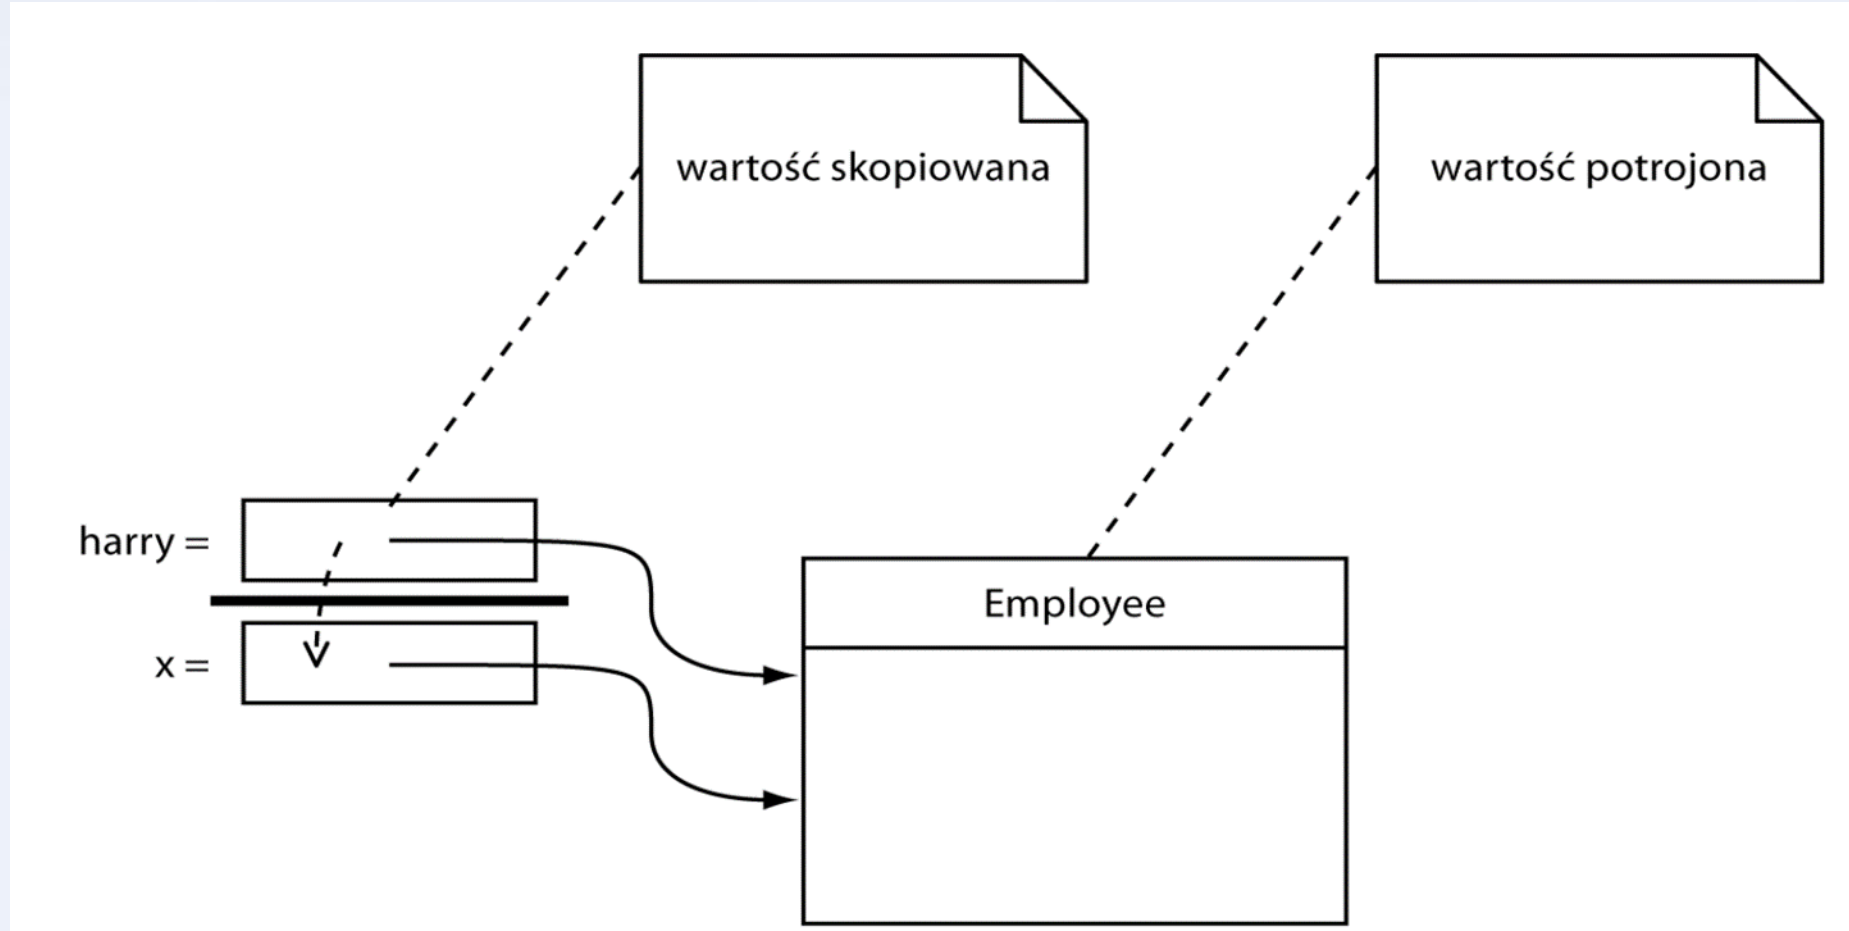 wartość skopiowana
wartość potrojona
harry =
Employee
x =